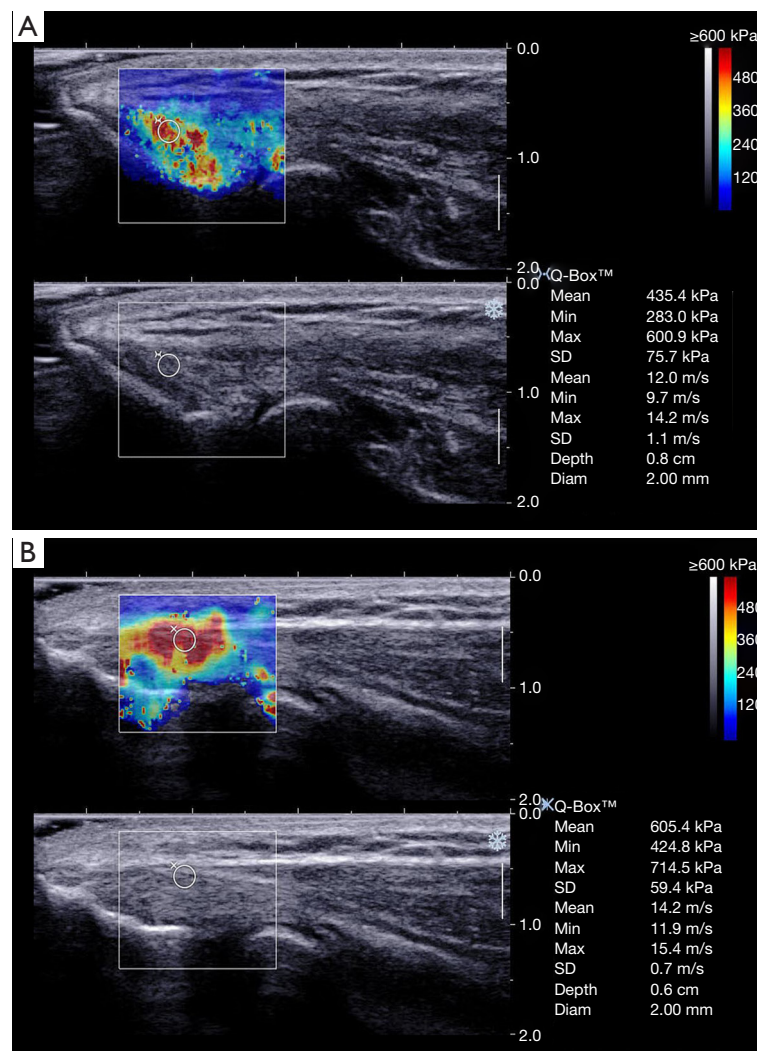 A
≥600 kPa
480
360
240
120
0.0
1.0
2.0
Q-Box™
0.0
Mean 435.4 kPa
Min 283.0 kPa
Max 600.9 kPa
SD 75.7 kPa
Mean 12.0 m/s
Min 9.7 m/s
Max 14.2 m/s
SD 1.1 m/s
Depth 0.8 cm
Diam 2.00 mm
1.0
2.0
B
≥600 kPa
480
360
240
120
0.0
1.0
2.0
Q-Box™
0.0
Mean 605.4 kPa
Min 424.8 kPa
Max 714.5 kPa
SD 59.4 kPa
Mean 14.2 m/s
Min 11.9 m/s
Max 15.4 m/s
SD 0.7 m/s
Depth 0.6 cm
Diam 2.00 mm
1.0
2.0